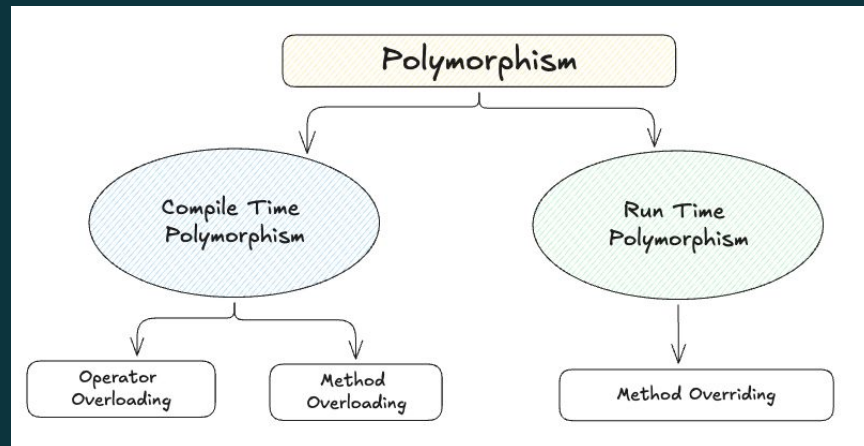 Polymorphism
Compile Time
Polymorphism
Run Time
Polymorphism
Operator
Overloading
Method
Overloading
Method Overriding